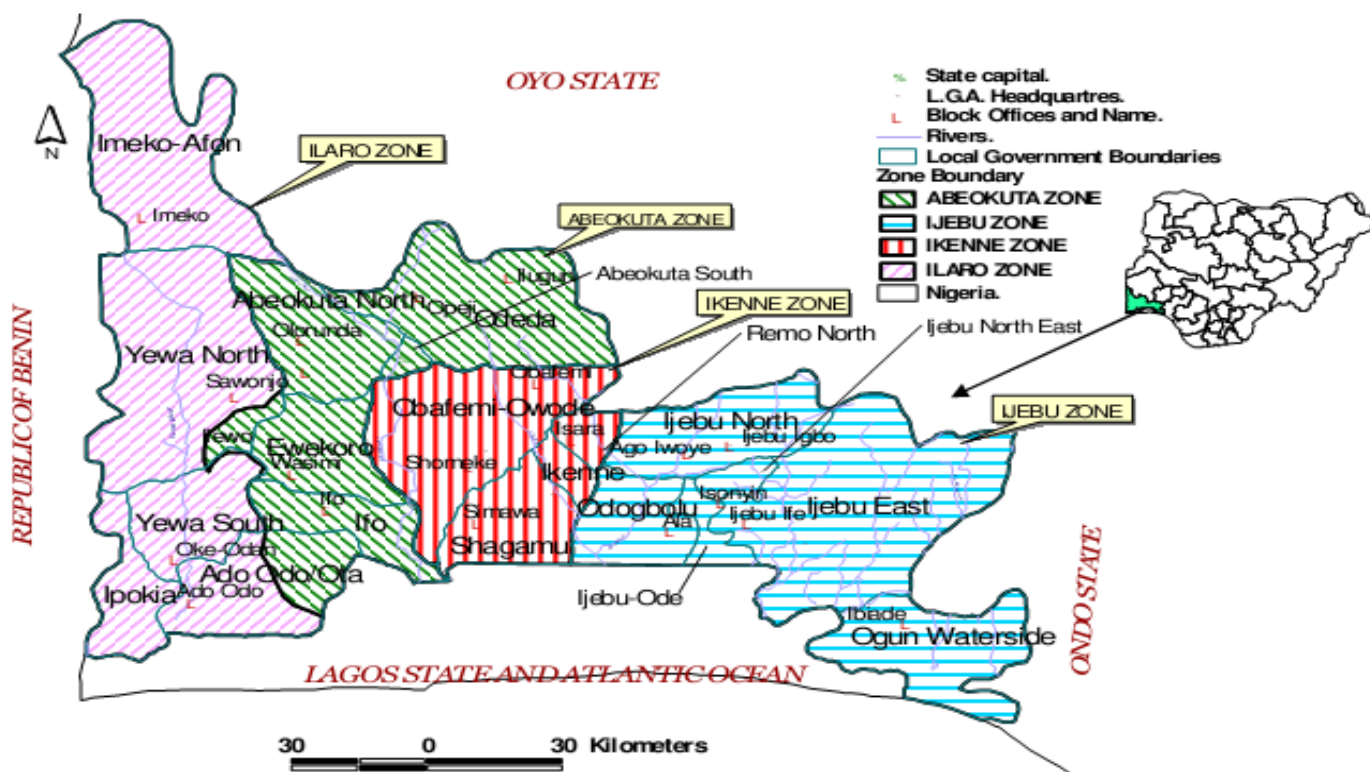 OYO STATE
State capital.
L.G.A. Headquartres.
Block Offices and Name.
Rivers.
Local Government Boundaries
Zone Boundary
ABEOKUTA ZONE
IJEBU ZONE
IKENNE ZONE
ILARO ZONE
Nigeria.
N
Imeko-Afon
ILARO ZONE
Imeko
ABEOKUTA ZONE
Abeokuta South
IKENNE ZONE
Remo North
Ijebu North East
IJEBU ZONE
Abeokuta North
Opeji
Odeda
Olorunda
Yewa North
Sawonjo
Obafemi
Obafemi-Owode
Isara
Ijebu North
Ijebu Igbo
Ago Iwoye
Ewekoro
Wasimi
Shomeke
Ikenne
Isonyin
Odogbolu
Ala
Ijebu Ife
Ijebu East
Ifo
Ifo
Simawa
Shagamu
Yewa South
Oke-Odan
Ado Odo/Ota
Ipokia
Ado Odo
Ijebu-Ode
Ibiade
Ogun Waterside
REPUBLIC OF BENIN
ONDO STATE
LAGOS STATE AND ATLANTIC OCEAN
30 0 30 Kilometers